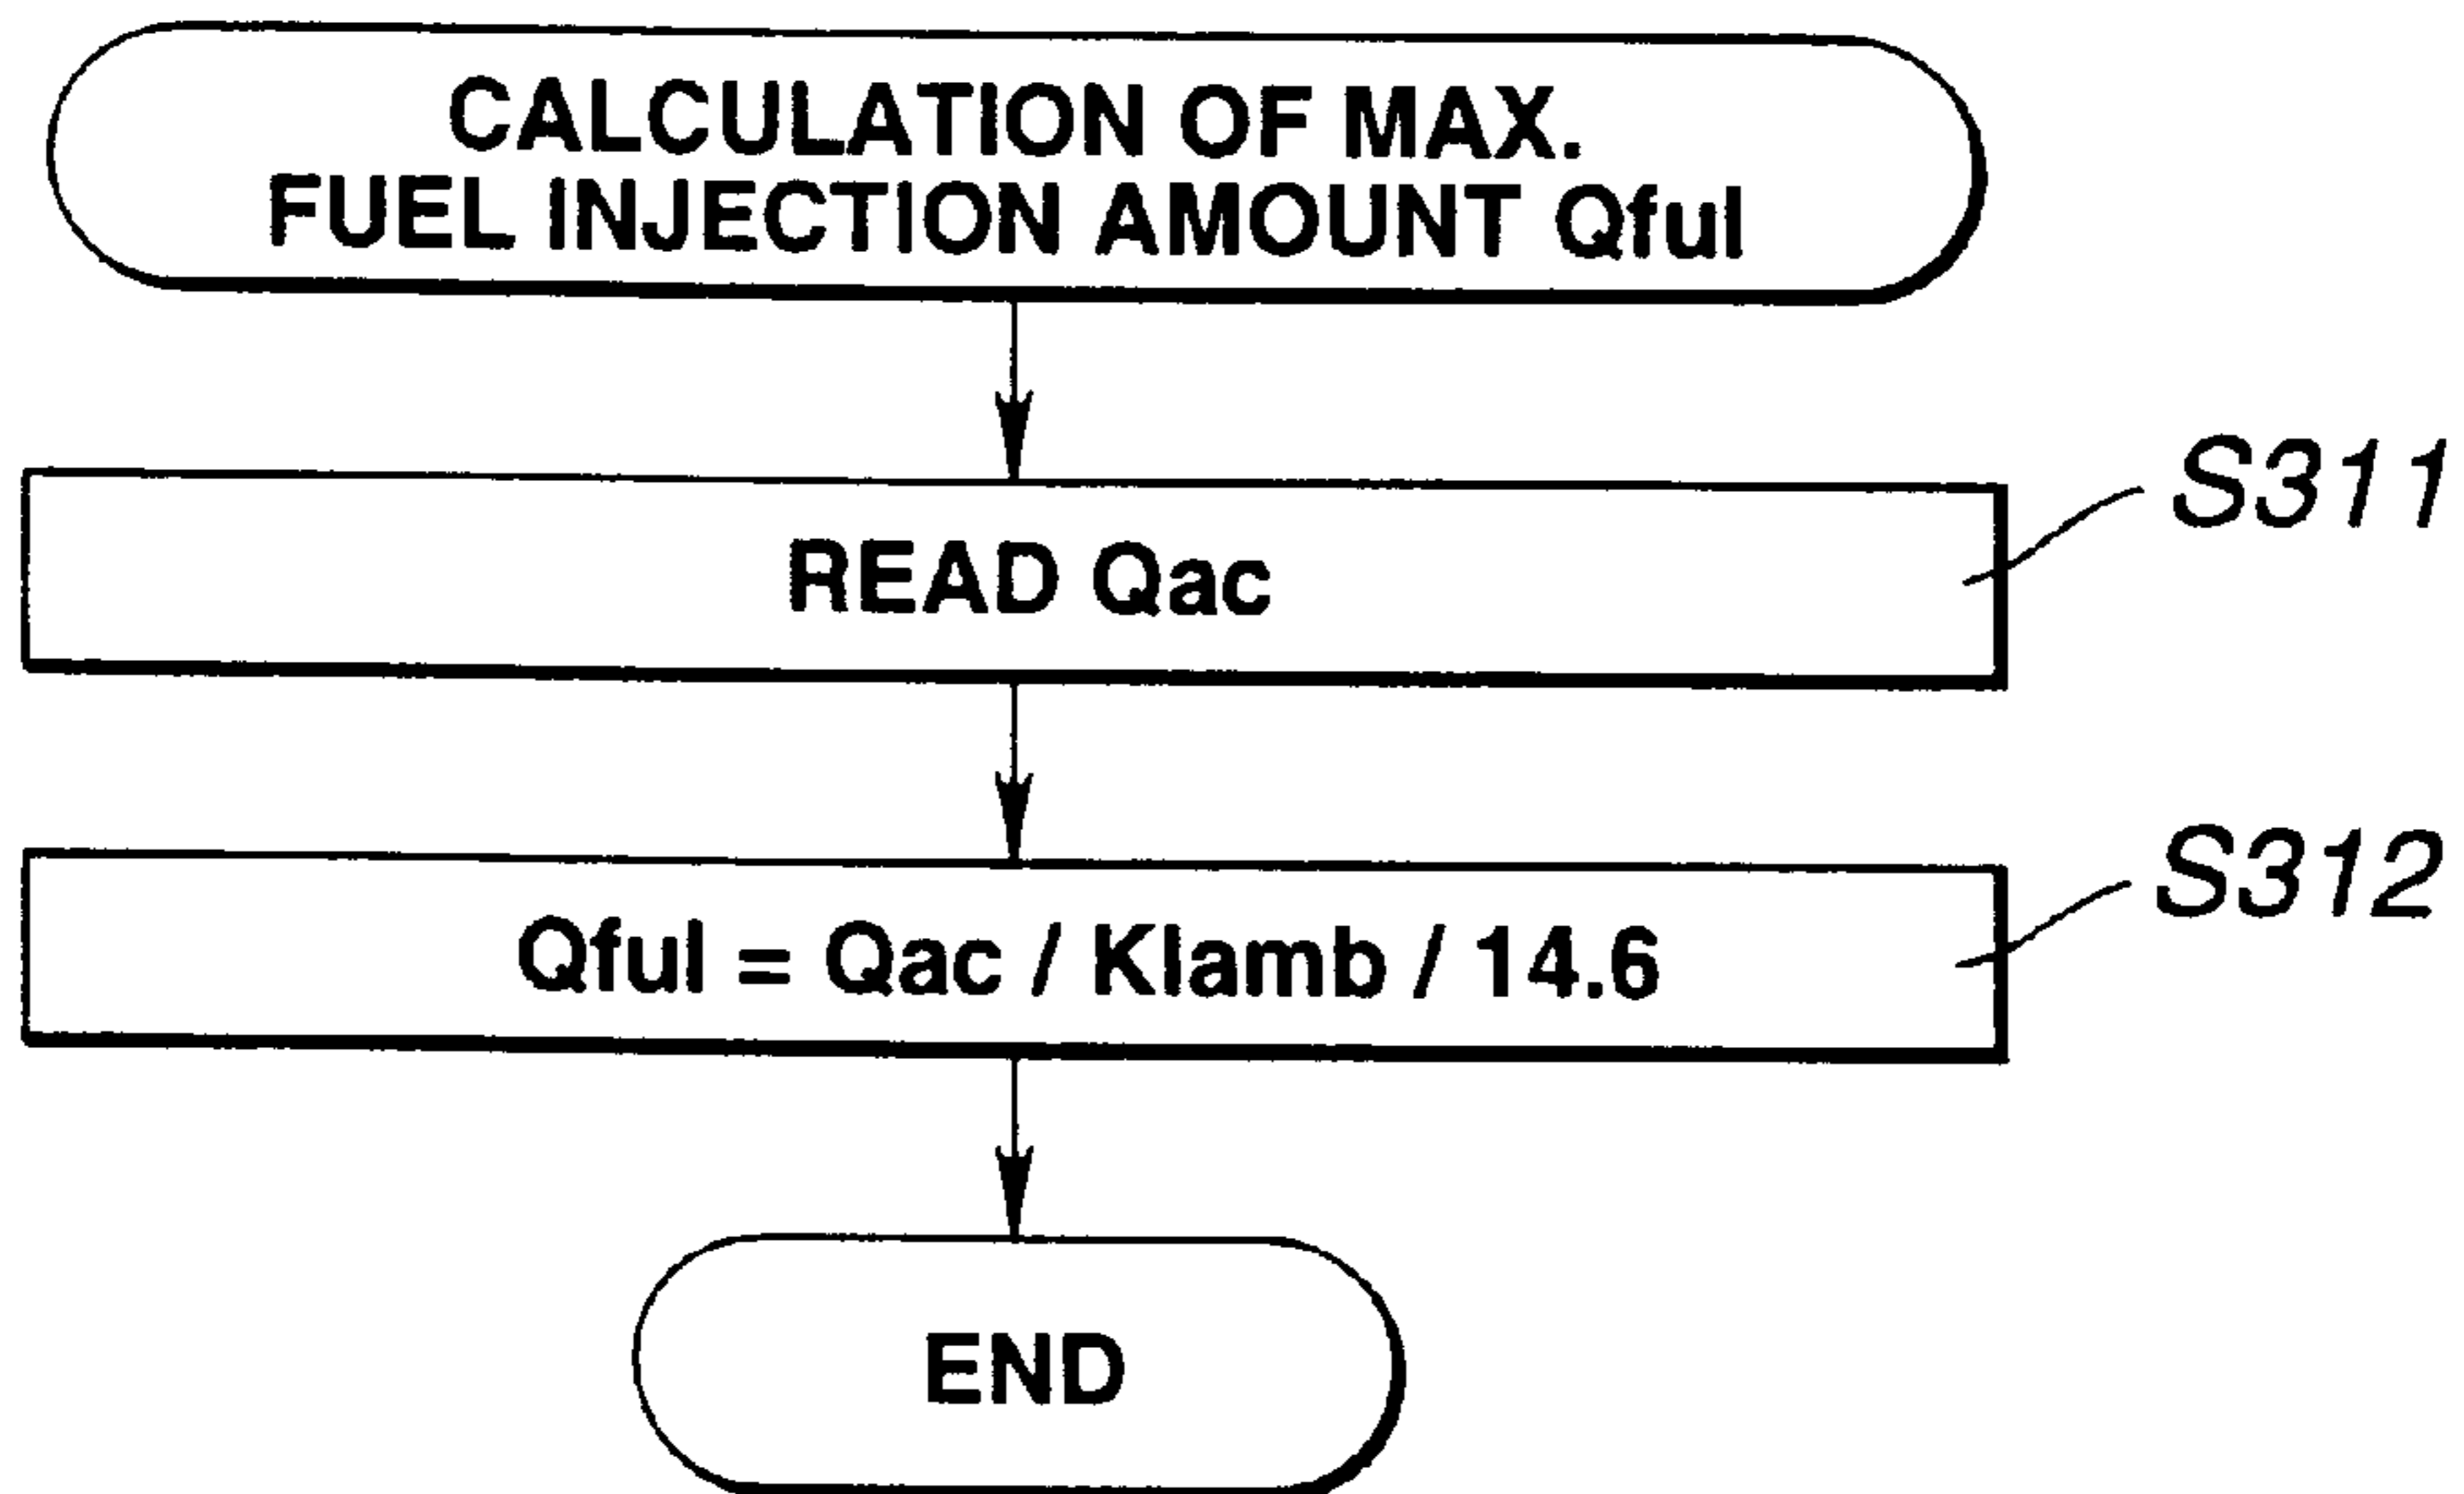 CALCULATION OF MAX.
FUEL INJECTION AMOUNT Qful
S311
READ Qac
S312
Qful = Qac / Klamb / 14.6
END